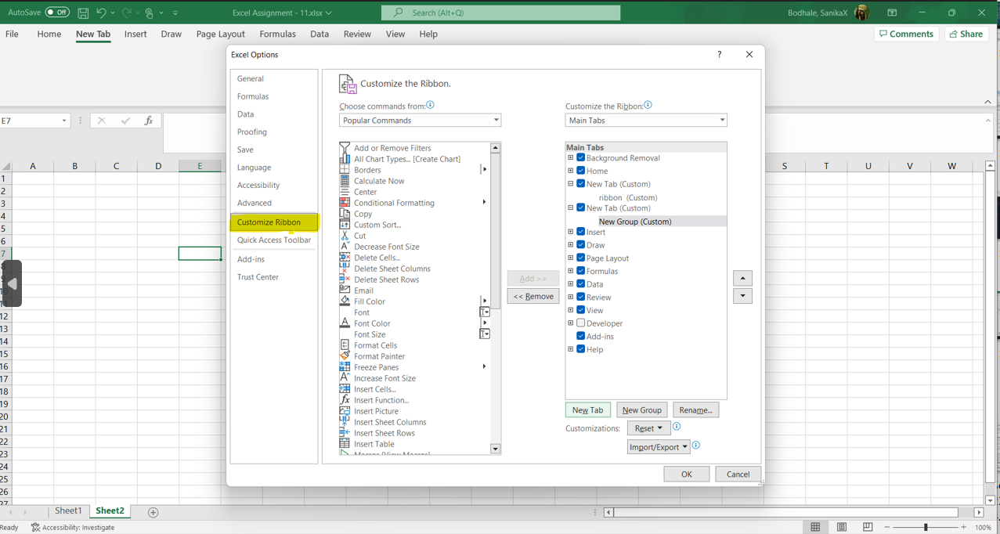 AutoSave Off
Excel Assignment - 11.xlsx
Search (Alt+Q)
Bodhale, SanikaX
File Home New Tab Insert Draw Page Layout Formulas Data Review View Help
Comments Share
Excel Options
?
General
Formulas
Data
Proofing
Save
Language
Accessibility
Advanced
Customize Ribbon
Quick Access Toolbar
Add-ins
Trust Center
Customize the Ribbon.
Choose commands from:
Popular Commands
Add or Remove Filters
All Chart Types... [Create Chart]
Borders
Calculate Now
Center
Conditional Formatting
Copy
Custom Sort...
Cut
Decrease Font Size
Delete Cells...
Delete Sheet Columns
Delete Sheet Rows
Email
Fill Color
Font
Font Color
Font Size
Format Cells
Format Painter
Freeze Panes
Increase Font Size
Insert Cells...
Insert Function...
Insert Picture
Insert Sheet Columns
Insert Sheet Rows
Insert Table
Macros [View Macros]
Add >>
<< Remove
Customize the Ribbon:
Main Tabs
Main Tabs
Background Removal
Home
New Tab (Custom)
ribbon (Custom)
New Tab (Custom)
New Group (Custom)
Insert
Draw
Page Layout
Formulas
Data
Review
View
Developer
Add-ins
Help
New Tab New Group Rename...
Customizations: Reset
Import/Export
OK Cancel
E7
fx
A B C D E S T U V W
1
2
3
4
5
6
7
8
9
10
11
12
13
14
15
16
17
18
19
20
21
22
23
24
25
26
27
Sheet1 Sheet2
Ready Accessibility: Investigate
100%